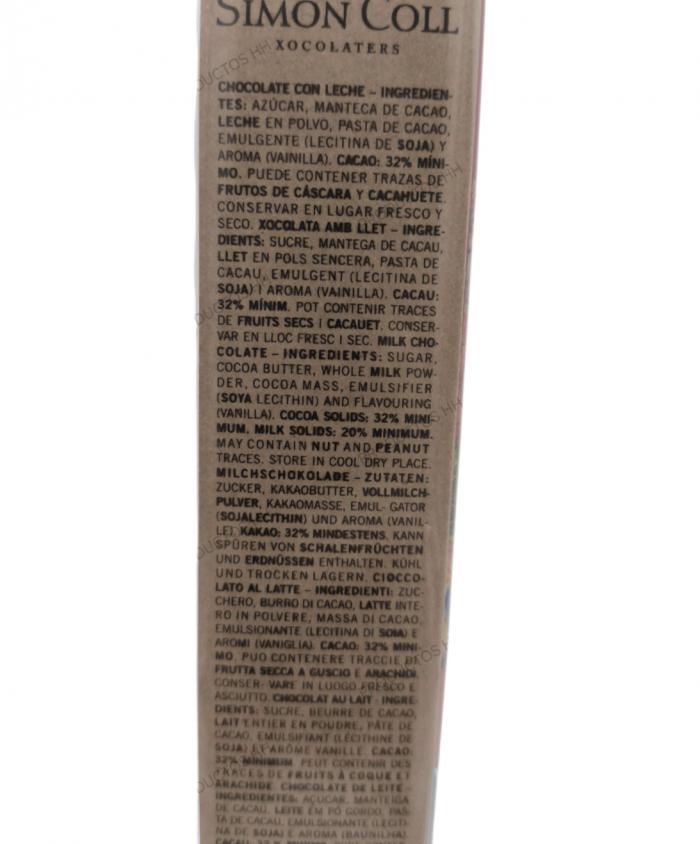 SIMON COLL
XOCOLATERS
CHOCOLATE CON LECHE – INGREDIEN-
TES: AZÚCAR, MANTECA DE CACAO,
LECHE EN POLVO, PASTA DE CACAO,
EMULGENTE (LECITINA DE SOJA) Y
AROMA (VAINILLA). CACAO: 32% MÍNI-
MO. PUEDE CONTENER TRAZAS DE
FRUTOS DE CÁSCARA Y CACAHUETE.
CONSERVAR EN LUGAR FRESCO Y
SECO. XOCOLATA AMB LLET – INGRE-
DIENTS: SUCRE, MANTEGA DE CACAU,
LLET EN POLS SENCERA, PASTA DE
CACAU, EMULGENT (LECITINA DE
SOJA) I AROMA (VAINILLA). CACAU:
32% MÍNIM. POT CONTENIR TRACES
DE FRUITS SECS I CACAUET. CONSER-
VAR EN LLOC FRESC I SEC. MILK CHO-
COLATE – INGREDIENTS: SUGAR,
COCOA BUTTER, WHOLE MILK POW-
DER, COCOA MASS, EMULSIFIER
(SOYA LECITHIN) AND FLAVOURING
(VANILLA). COCOA SOLIDS: 32% MINI-
MUM. MILK SOLIDS: 20% MINIMUM.
MAY CONTAIN NUT AND PEANUT
TRACES. STORE IN COOL DRY PLACE.
MILCHSCHOKOLADE – ZUTATEN:
ZUCKER, KAKAOBUTTER, VOLLMILCH-
PULVER, KAKAOMASSE, EMUL- GATOR
(SOJALECITHIN) UND AROMA (VANIL-
LE). KAKAO: 32% MINDESTENS. KANN
SPÜREN VON SCHALENFRÜCHTEN
UND ERDNÜSSEN ENTHALTEN. KÜHL
UND TROCKEN LAGERN. CIOCCO-
LATO AL LATTE – INGREDIENTI: ZUC-
CHERO, BURRO DI CACAO, LATTE INTE-
RO IN POLVERE, MASSA DI CACAO,
EMULSIONANTE (LECITINA DI SOIA) E
AROMI (VANIGLIA). CACAO: 32% MINI-
MO. PUO CONTENERE TRACCIE DI
FRUTTA SECCA A GUSCIO E ARACHIDI.
CONSER- VARE IN LUOGO FRESCO E
ASCIUTTO. CHOCOLAT AU LAIT - INGRE-
DIENTS: SUCRE, BEURRE DE CACAO,
LAIT ENTIER EN POUDRE, PÂTE DE
CACAO, EMULSIFIANT (LÉCITHINE DE
SOJA) ET ARÔME VANILLE. CACAO:
32% MINIMUM. PEUT CONTENIR DES
TRACES DE FRUITS À COQUE ET
ARACHIDE. CHOCOLATE DE LEITE –
INGREDIENTES: AÇUCAR, MANTEIGA
DE CACAU, LEITE EM PÓ GORDO, PAS-
TA DE CACAU, EMULSIONANTE (LECITI-
NA DE SOJA) E AROMA (BAUNILHA).
CACAU: 32%